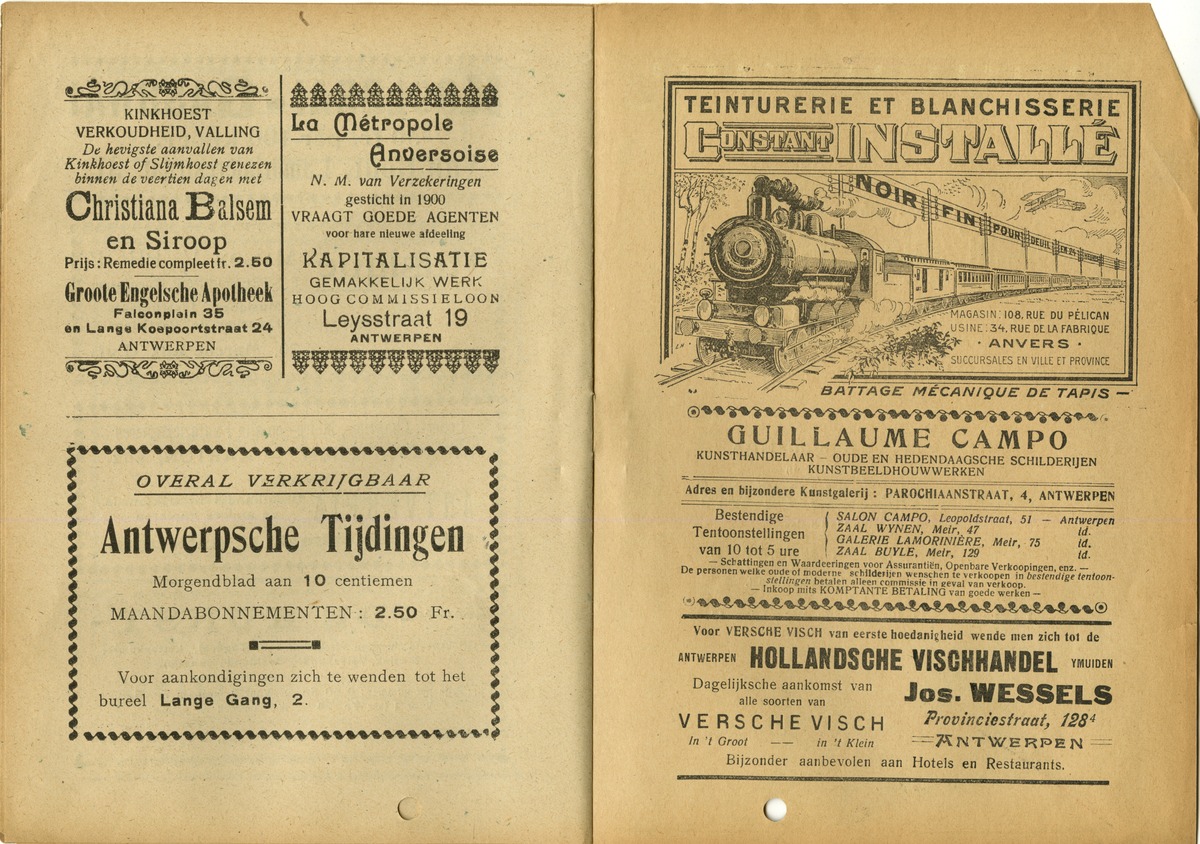 KINKHOEST
VERKOUDHEID, VALLING
De hevigste aanvallen van
Kinkhoest of Slijmhoest genezen
binnen de veertien dagen met
Christiana Balsem
en Siroop
Prijs : Remedie compleet fr. 2.50
Groote Engelsche Apotheek
Falconplein 35
en Lange Koepoortstraat 24
ANTWERPEN
La Métropole
Anversoise
N. M. van Verzekeringen
gesticht in 1900
VRAAGT GOEDE AGENTEN
voor hare nieuwe afdeeling
KAPITALISATIE
GEMAKKELIJK WERK
HOOG COMMISSIELOON
Leysstraat 19
ANTWERPEN
OVERAL VERKRIJGBAAR
Antwerpsche Tijdingen
Morgendblad aan 10 centiemen
MAANDABONNEMENTEN : 2.50 Fr.
Voor aankondigingen zich te wenden tot het
bureel Lange Gang, 2.
TEINTURERIE ET BLANCHISSERIE
CONSTANT INSTALLÉ
NOIR FIN POUR DEUIL EN 24
MAGASIN : 108, RUE DU PÉLICAN
USINE : 34, RUE DE LA FABRIQUE
· ANVERS ·
SUCCURSALES EN VILLE ET PROVINCE
BATTAGE MÉCANIQUE DE TAPIS —
GUILLAUME CAMPO
KUNSTHANDELAAR – OUDE EN HEDENDAAGSCHE SCHILDERIJEN
KUNSTBEELDHOUWWERKEN
Adres en bijzondere Kunstgalerij : PAROCHIAANSTRAAT, 4, ANTWERPEN
Bestendige
Tentoonstellingen
van 10 tot 5 ure
SALON CAMPO, Leopoldstraat, 51 — Antwerpen
ZAAL WYNEN, Meir, 47 id.
GALERIE LAMORINIÈRE, Meir, 75 id.
ZAAL BUYLE, Meir, 129 id.
— Schattingen en Waardeeringen voor Assurantiën, Openbare Verkoopingen, enz. —
De personen welke oude of moderne schilderijen wenschen te verkoopen in bestendige tentoon-
stellingen betalen alleen commissie in geval van verkoop.
— Inkoop mits KOMPTANTE BETALING van goede werken —
Voor VERSCHE VISCH van eerste hoedanigheid wende men zich tot de
ANTWERPEN HOLLANDSCHE VISCHHANDEL YMUIDEN
Dagelijksche aankomst van
alle soorten van
VERSCHE VISCH
In 't Groot — in 't Klein
Jos. WESSELS
Provinciestraat, 128⁴
ANTWERPEN
Bijzonder aanbevolen aan Hotels en Restaurants.